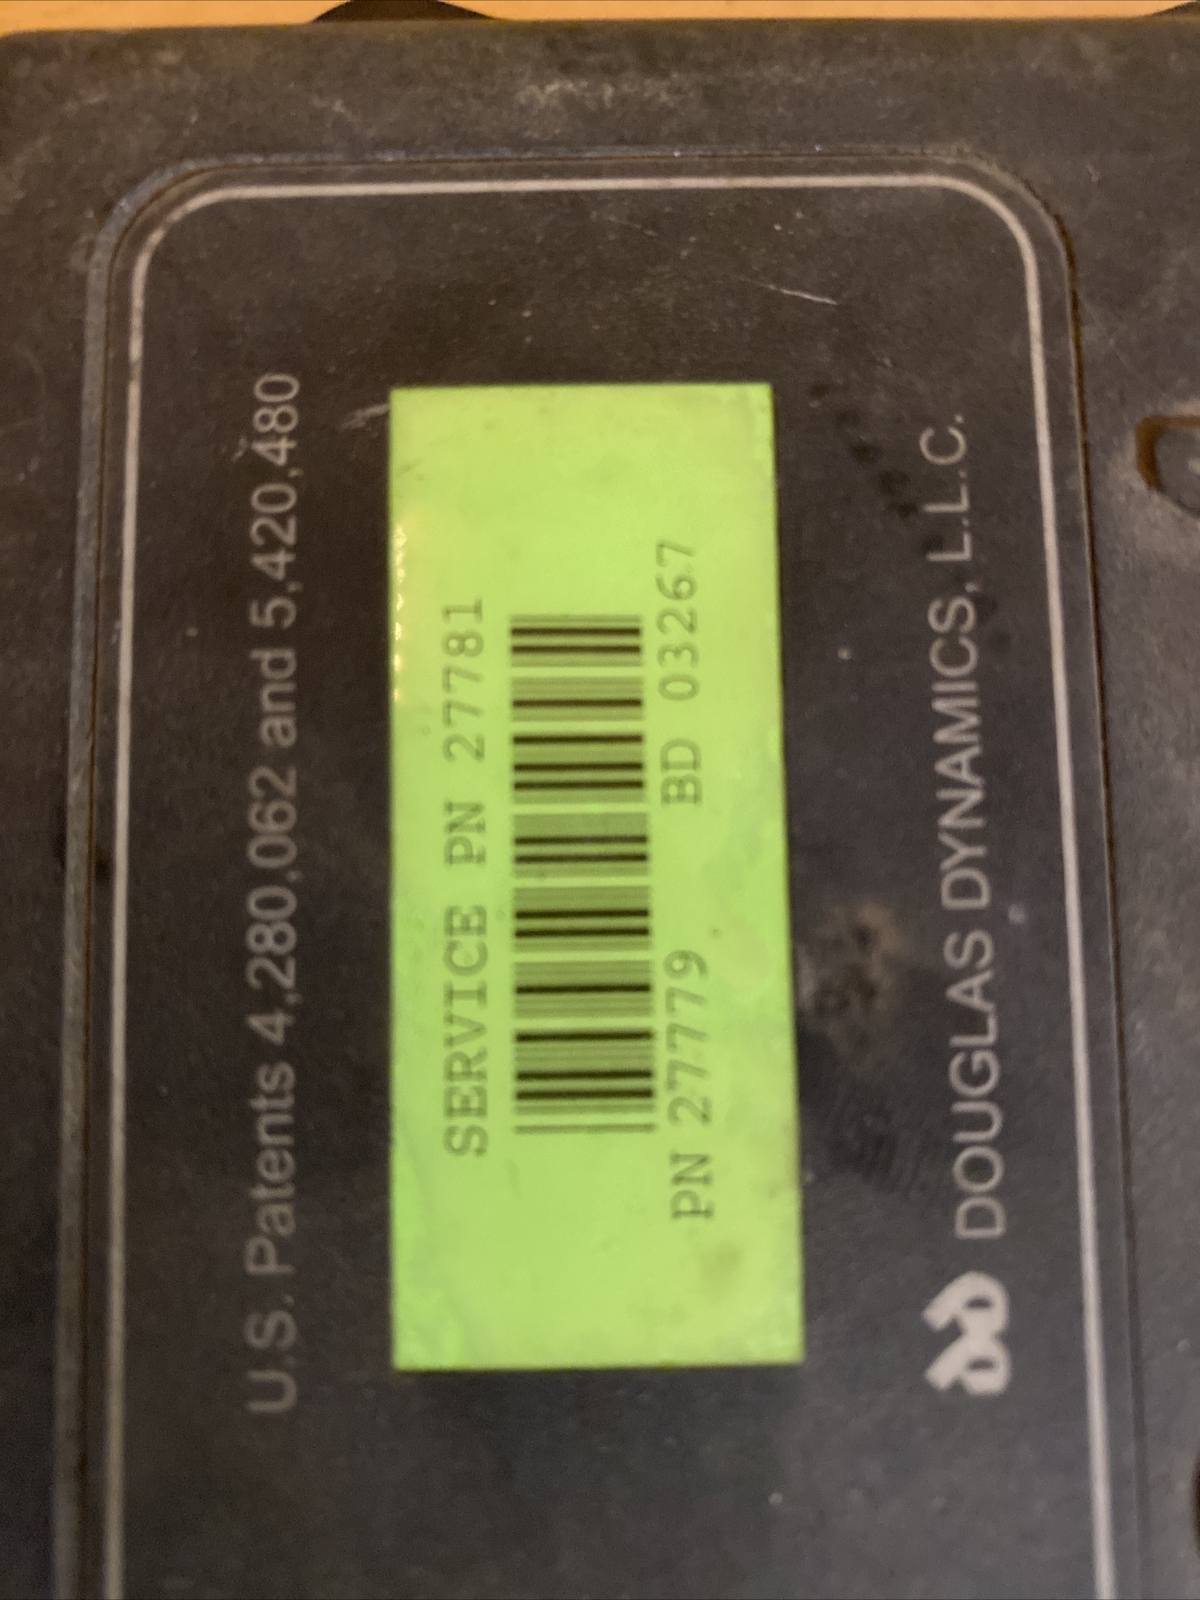 U.S. Patents 4,280,062 and 5,420,480
SERVICE PN 27781
PN 27779 BD 03267
DOUGLAS DYNAMICS, L.L.C.